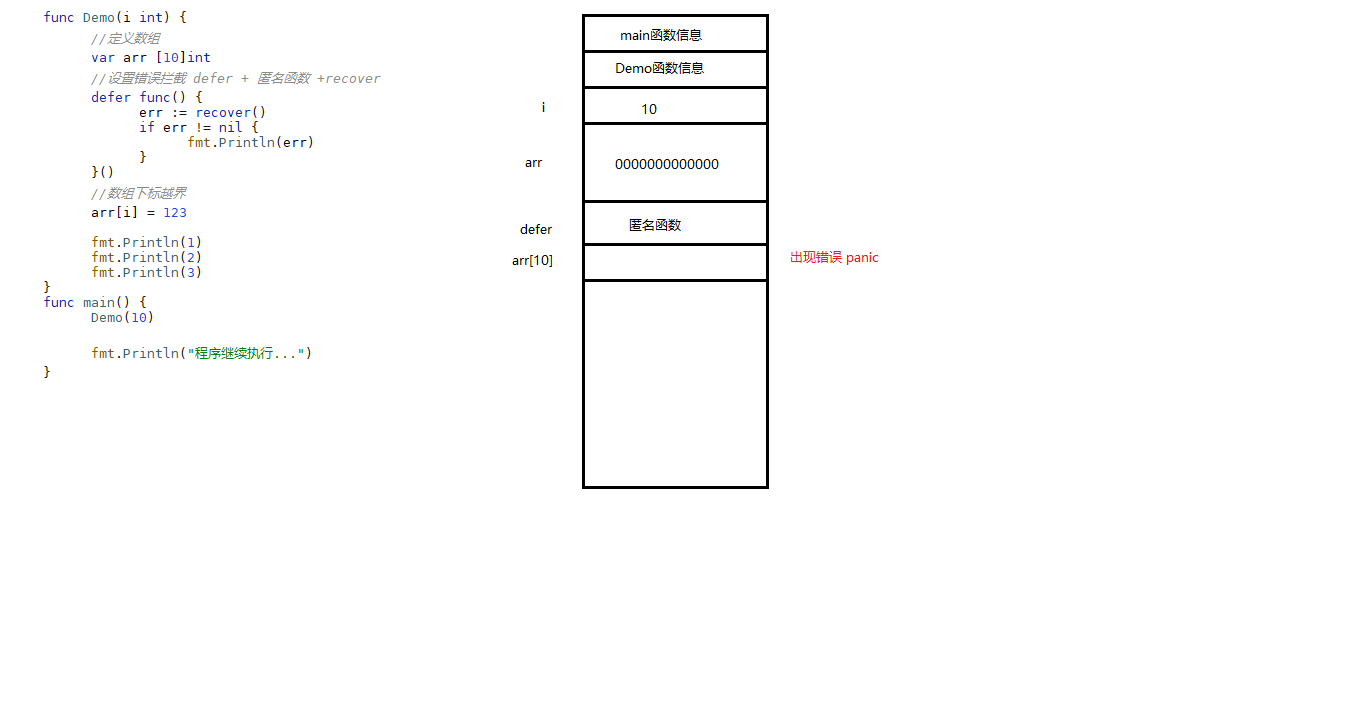 func Demo(i int) {
//定义数组
var arr [10]int
//设置错误拦截 defer + 匿名函数 +recover
defer func() {
err := recover()
if err != nil {
fmt.Println(err)
}
}()
//数组下标越界
arr[i] = 123
fmt.Println(1)
fmt.Println(2)
fmt.Println(3)
}
func main() {
Demo(10)
fmt.Println("程序继续执行...")
}
main函数信息
Demo函数信息
i
10
arr
0000000000000
defer
匿名函数
arr[10]
出现错误 panic